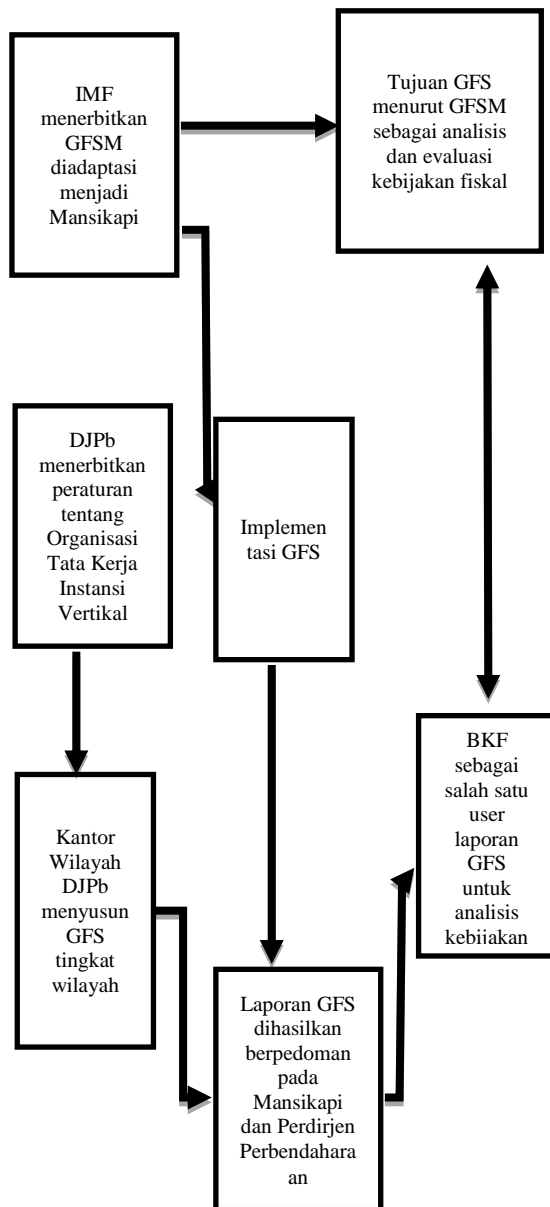 IMF
menerbitkan
GFSM
diadaptasi
menjadi
Mansikapi
Tujuan GFS
menurut GFSM
sebagai analisis
dan evaluasi
kebijakan fiskal
DJPb
menerbitkan
peraturan
tentang
Organisasi
Tata Kerja
Instansi
Vertikal
Implemen
tasi GFS
Kantor
Wilayah
DJPb
menyusun
GFS
tingkat
wilayah
BKF
sebagai
salah satu
user
laporan
GFS
untuk
analisis
kebijakan
Laporan GFS
dihasilkan
berpedoman
pada
Mansikapi
dan Perdirjen
Perbendahara
an